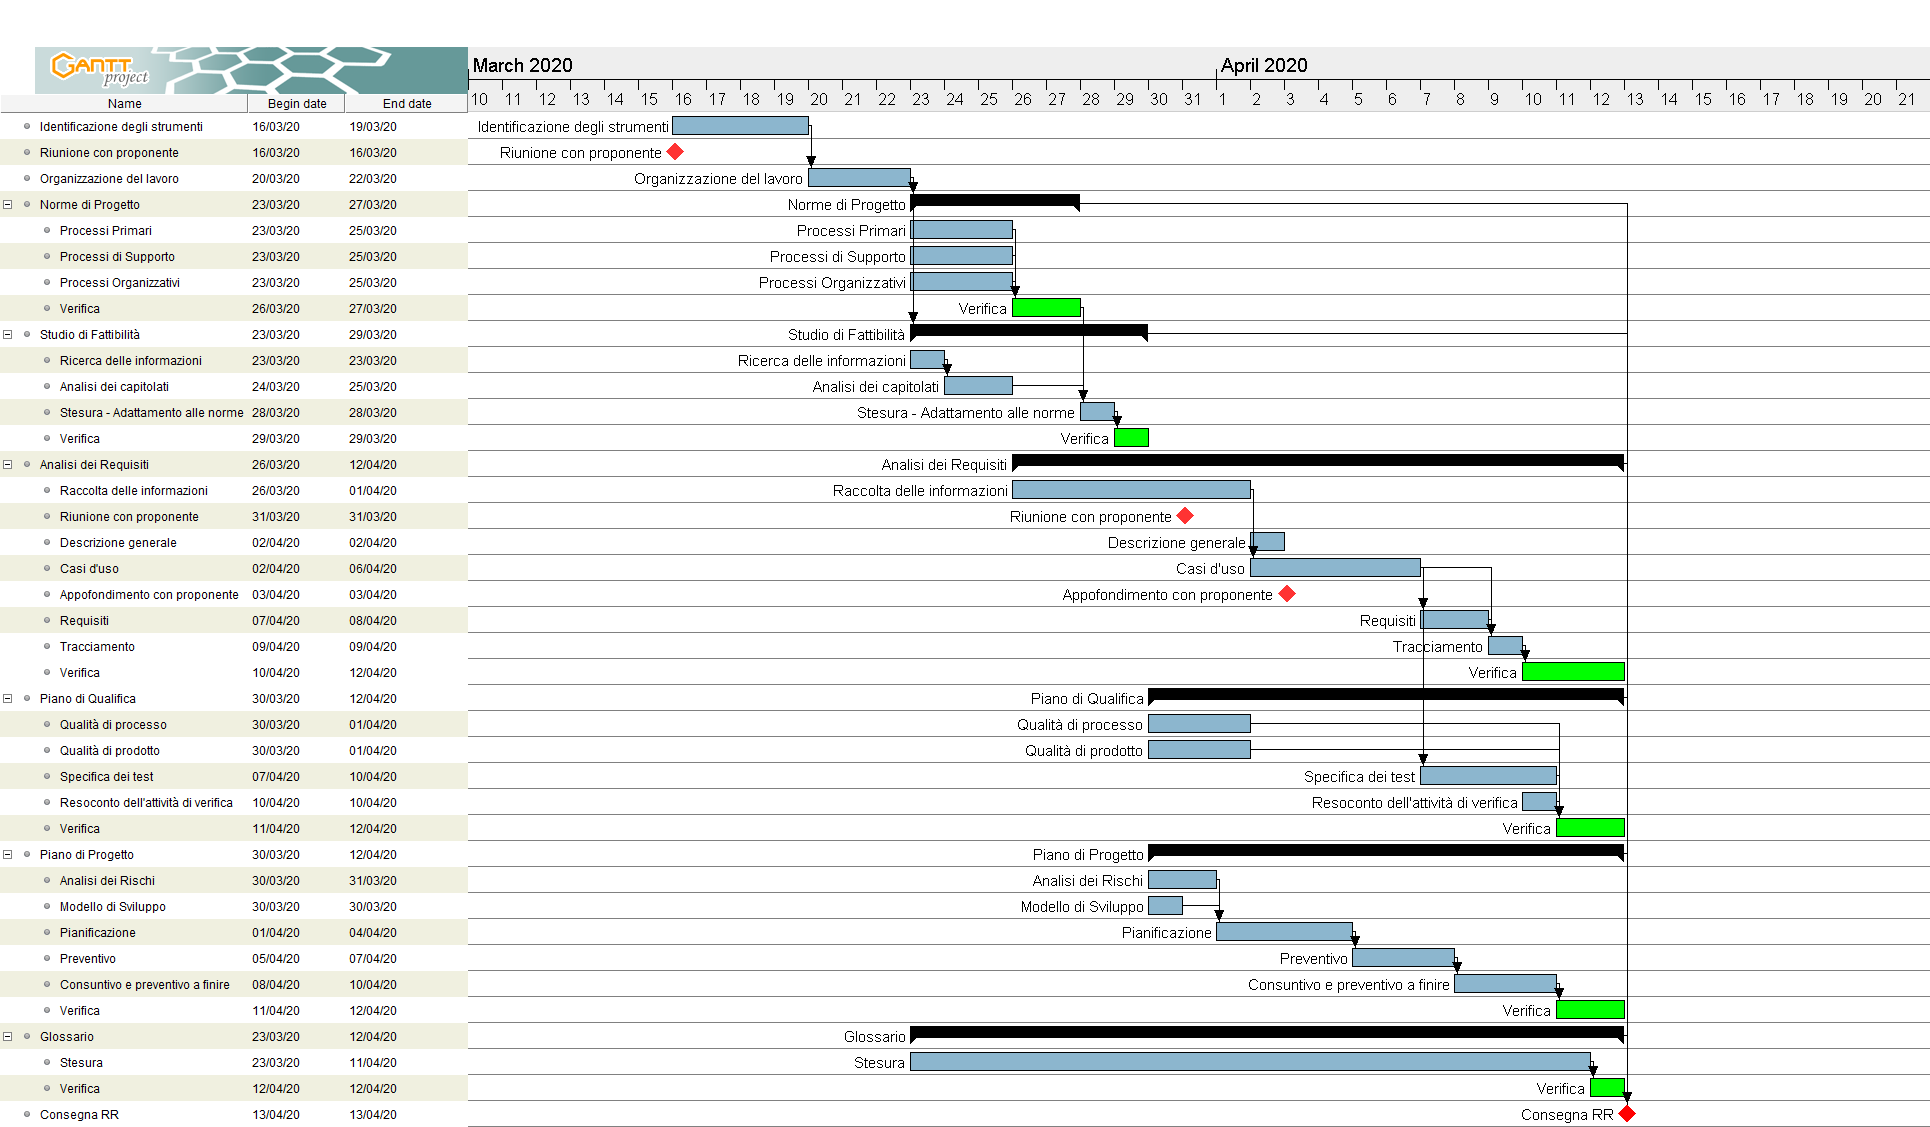 GANTT project
March 2020 April 2020
Name Begin date End date 10 11 12 13 14 15 16 17 18 19 20 21 22 23 24 25 26 27 28 29 30 31 1 2 3 4 5 6 7 8 9 10 11 12 13 14 15 16 17 18 19 20 21
Identificazione degli strumenti 16/03/20 19/03/20 Identificazione degli strumenti
Riunione con proponente 16/03/20 16/03/20 Riunione con proponente
Organizzazione del lavoro 20/03/20 22/03/20 Organizzazione del lavoro
Norme di Progetto 23/03/20 27/03/20 Norme di Progetto
Processi Primari 23/03/20 25/03/20 Processi Primari
Processi di Supporto 23/03/20 25/03/20 Processi di Supporto
Processi Organizzativi 23/03/20 25/03/20 Processi Organizzativi
Verifica 26/03/20 27/03/20 Verifica
Studio di Fattibilità 23/03/20 29/03/20 Studio di Fattibilità
Ricerca delle informazioni 23/03/20 23/03/20 Ricerca delle informazioni
Analisi dei capitolati 24/03/20 25/03/20 Analisi dei capitolati
Stesura - Adattamento alle norme 28/03/20 28/03/20 Stesura - Adattamento alle norme
Verifica 29/03/20 29/03/20 Verifica
Analisi dei Requisiti 26/03/20 12/04/20 Analisi dei Requisiti
Raccolta delle informazioni 26/03/20 01/04/20 Raccolta delle informazioni
Riunione con proponente 31/03/20 31/03/20 Riunione con proponente
Descrizione generale 02/04/20 02/04/20 Descrizione generale
Casi d'uso 02/04/20 06/04/20 Casi d'uso
Appofondimento con proponente 03/04/20 03/04/20 Appofondimento con proponente
Requisiti 07/04/20 08/04/20 Requisiti
Tracciamento 09/04/20 09/04/20 Tracciamento
Verifica 10/04/20 12/04/20 Verifica
Piano di Qualifica 30/03/20 12/04/20 Piano di Qualifica
Qualità di processo 30/03/20 01/04/20 Qualità di processo
Qualità di prodotto 30/03/20 01/04/20 Qualità di prodotto
Specifica dei test 07/04/20 10/04/20 Specifica dei test
Resoconto dell'attività di verifica 10/04/20 10/04/20 Resoconto dell'attività di verifica
Verifica 11/04/20 12/04/20 Verifica
Piano di Progetto 30/03/20 12/04/20 Piano di Progetto
Analisi dei Rischi 30/03/20 31/03/20 Analisi dei Rischi
Modello di Sviluppo 30/03/20 30/03/20 Modello di Sviluppo
Pianificazione 01/04/20 04/04/20 Pianificazione
Preventivo 05/04/20 07/04/20 Preventivo
Consuntivo e preventivo a finire 08/04/20 10/04/20 Consuntivo e preventivo a finire
Verifica 11/04/20 12/04/20 Verifica
Glossario 23/03/20 12/04/20 Glossario
Stesura 23/03/20 11/04/20 Stesura
Verifica 12/04/20 12/04/20 Verifica
Consegna RR 13/04/20 13/04/20 Consegna RR